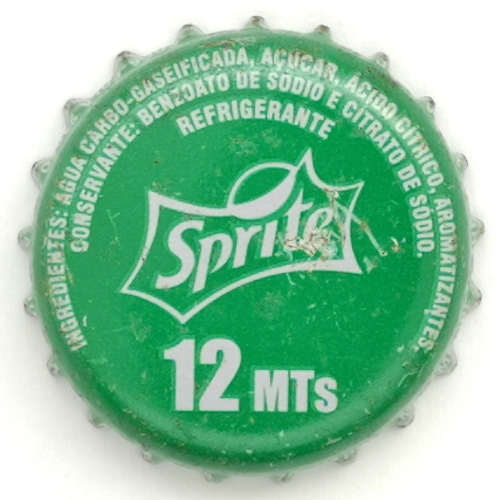 INGREDIENTES: ÁGUA CARBO-GASEIFICADA, AÇÚCAR, ÁCIDO CÍTRICO, AROMATIZANTES,
CONSERVANTE: BENZOATO DE SÓDIO E CITRATO DE SÓDIO.
REFRIGERANTE
Sprite
12 MTs